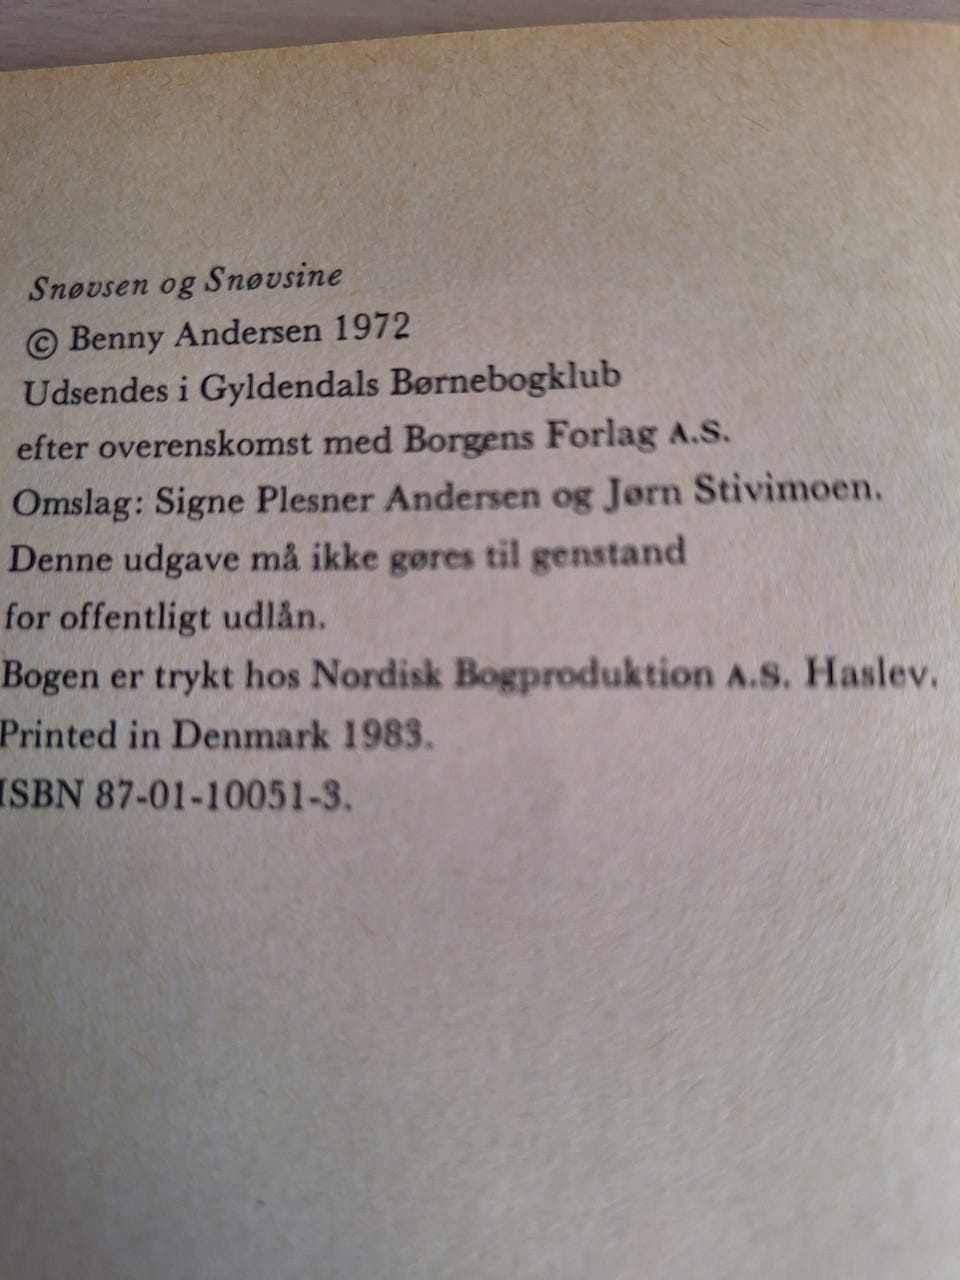 Snøvsen og Snøvsine
© Benny Andersen 1972
Udsendes i Gyldendals Børnebogklub
efter overenskomst med Borgens Forlag A.S.
Omslag: Signe Plesner Andersen og Jørn Stivimoen.
Denne udgave må ikke gøres til genstand
for offentligt udlån.
Bogen er trykt hos Nordisk Bogproduktion A.S. Haslev.
Printed in Denmark 1983.
ISBN 87-01-10051-3.